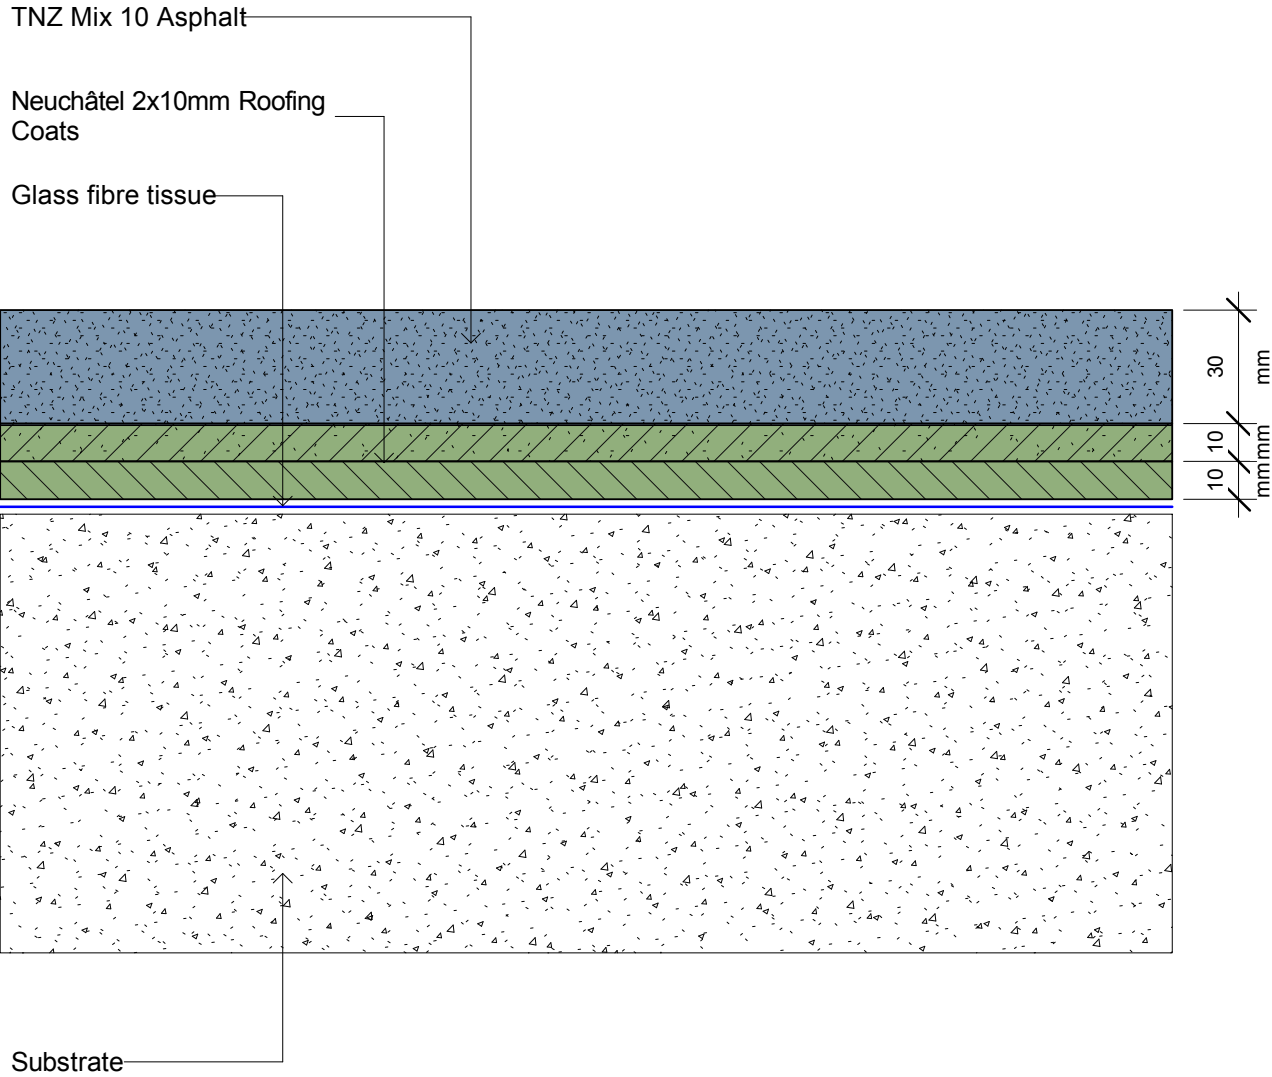 TNZ Mix 10 Asphalt
Neuchâtel 2x10mm Roofing
Coats
Glass fibre tissue
30
mm
10
mm
10
mm
Substrate